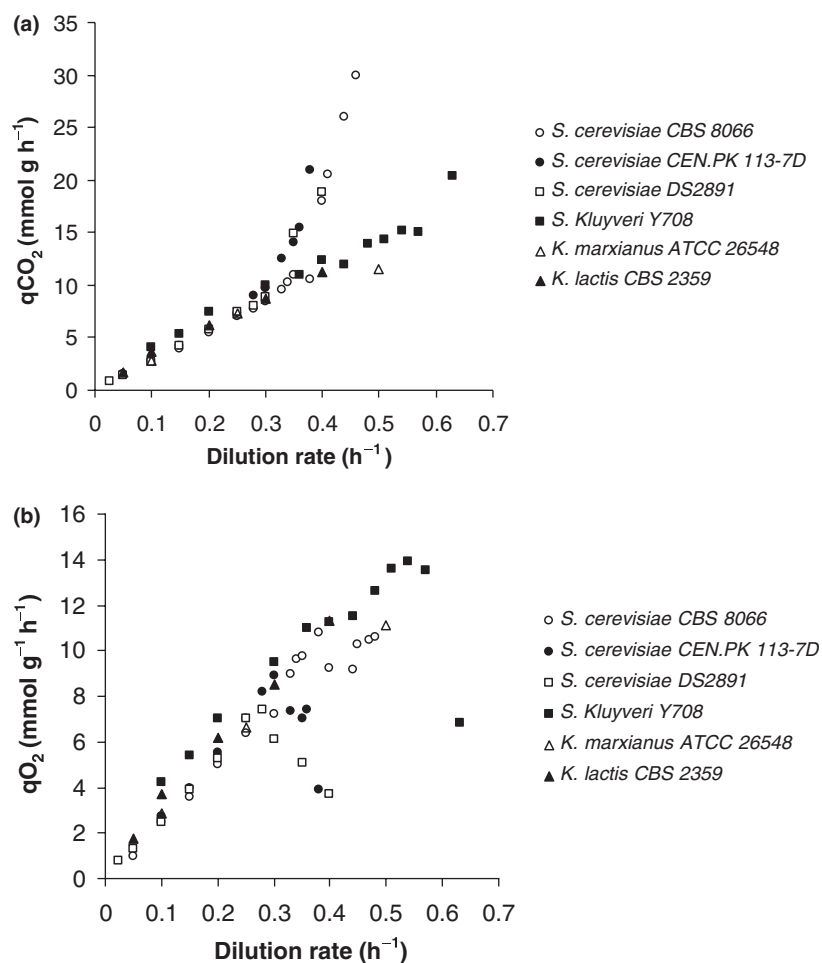 (a)
35
30
25
20
15
10
5
0
qCO₂ (mmol g h⁻¹)
0 0.1 0.2 0.3 0.4 0.5 0.6 0.7
Dilution rate (h⁻¹)
S. cerevisiae CBS 8066
S. cerevisiae CEN.PK 113-7D
S. cerevisiae DS2891
S. Kluyveri Y708
K. marxianus ATCC 26548
K. lactis CBS 2359
(b)
16
14
12
10
8
6
4
2
0
qO₂ (mmol g⁻¹ h⁻¹)
0 0.1 0.2 0.3 0.4 0.5 0.6 0.7
Dilution rate (h⁻¹)
S. cerevisiae CBS 8066
S. cerevisiae CEN.PK 113-7D
S. cerevisiae DS2891
S. Kluyveri Y708
K. marxianus ATCC 26548
K. lactis CBS 2359